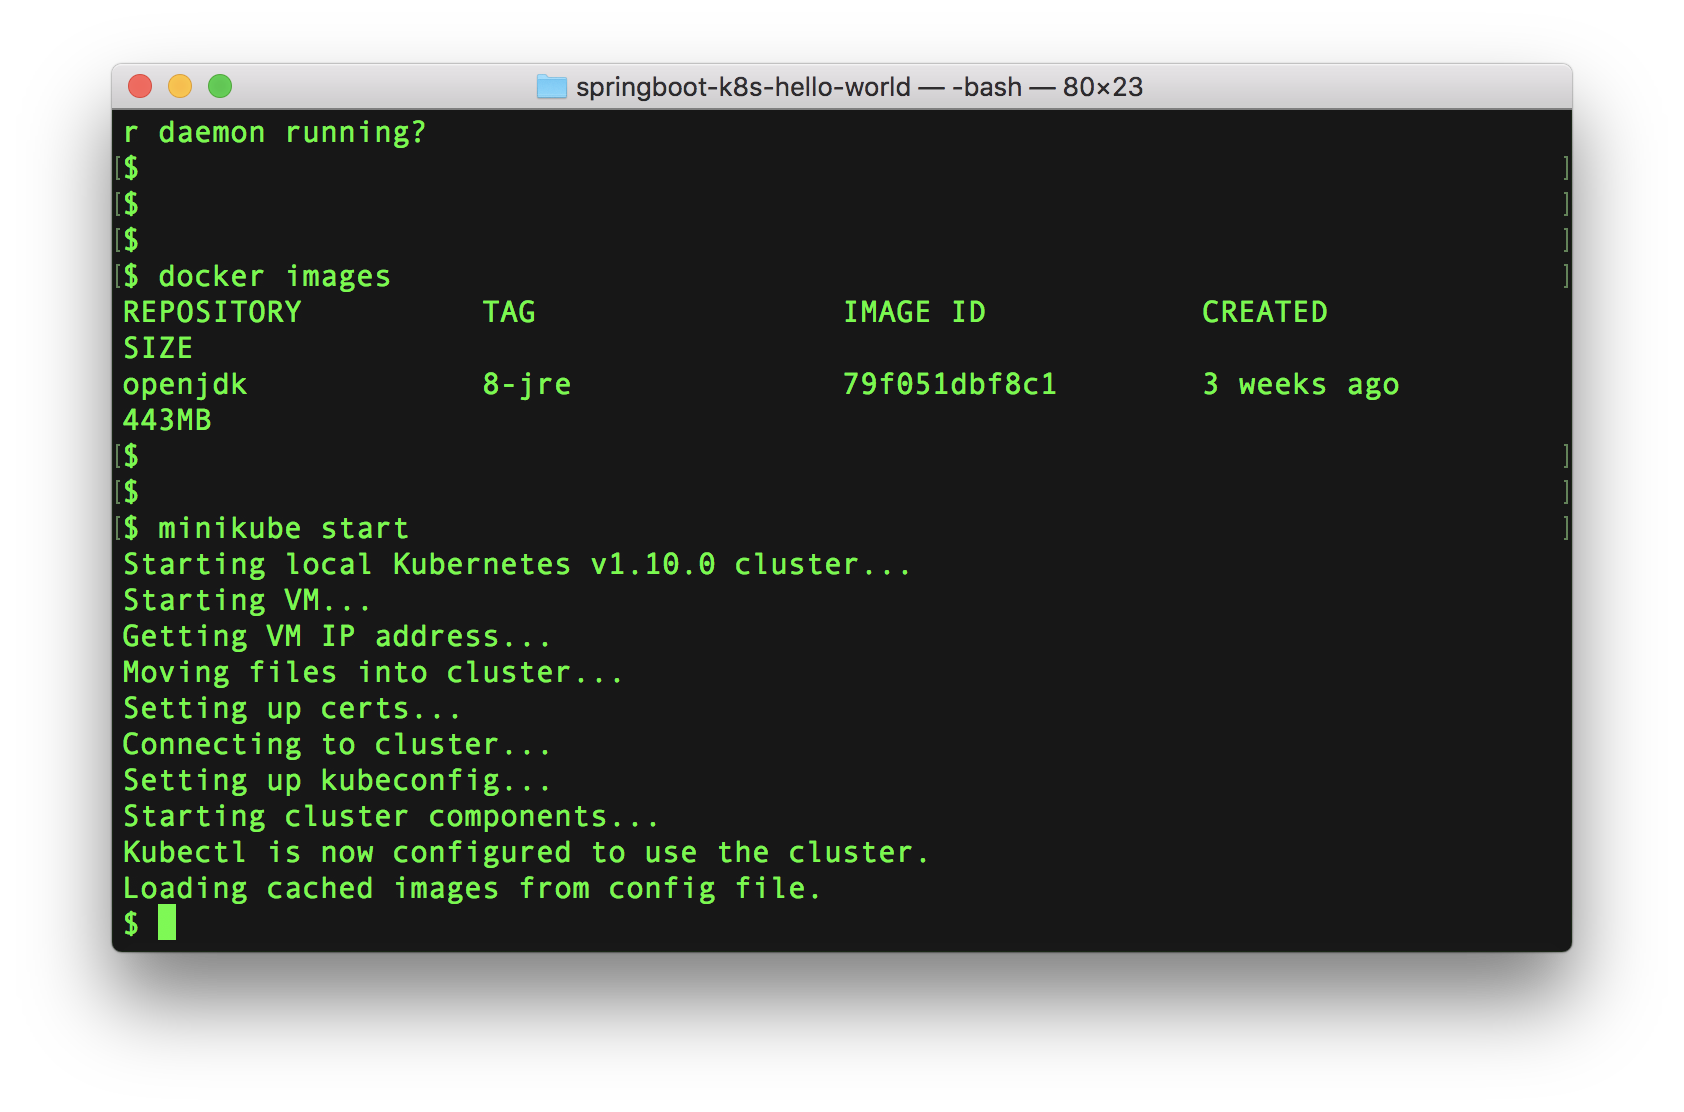 springboot-k8s-hello-world — -bash — 80×23
r daemon running?
[$ ]
[$ ]
[$ ]
[$ docker images ]
REPOSITORY TAG IMAGE ID CREATED
SIZE
openjdk 8-jre 79f051dbf8c1 3 weeks ago
443MB
[$ ]
[$ ]
[$ minikube start ]
Starting local Kubernetes v1.10.0 cluster...
Starting VM...
Getting VM IP address...
Moving files into cluster...
Setting up certs...
Connecting to cluster...
Setting up kubeconfig...
Starting cluster components...
Kubectl is now configured to use the cluster.
Loading cached images from config file.
$